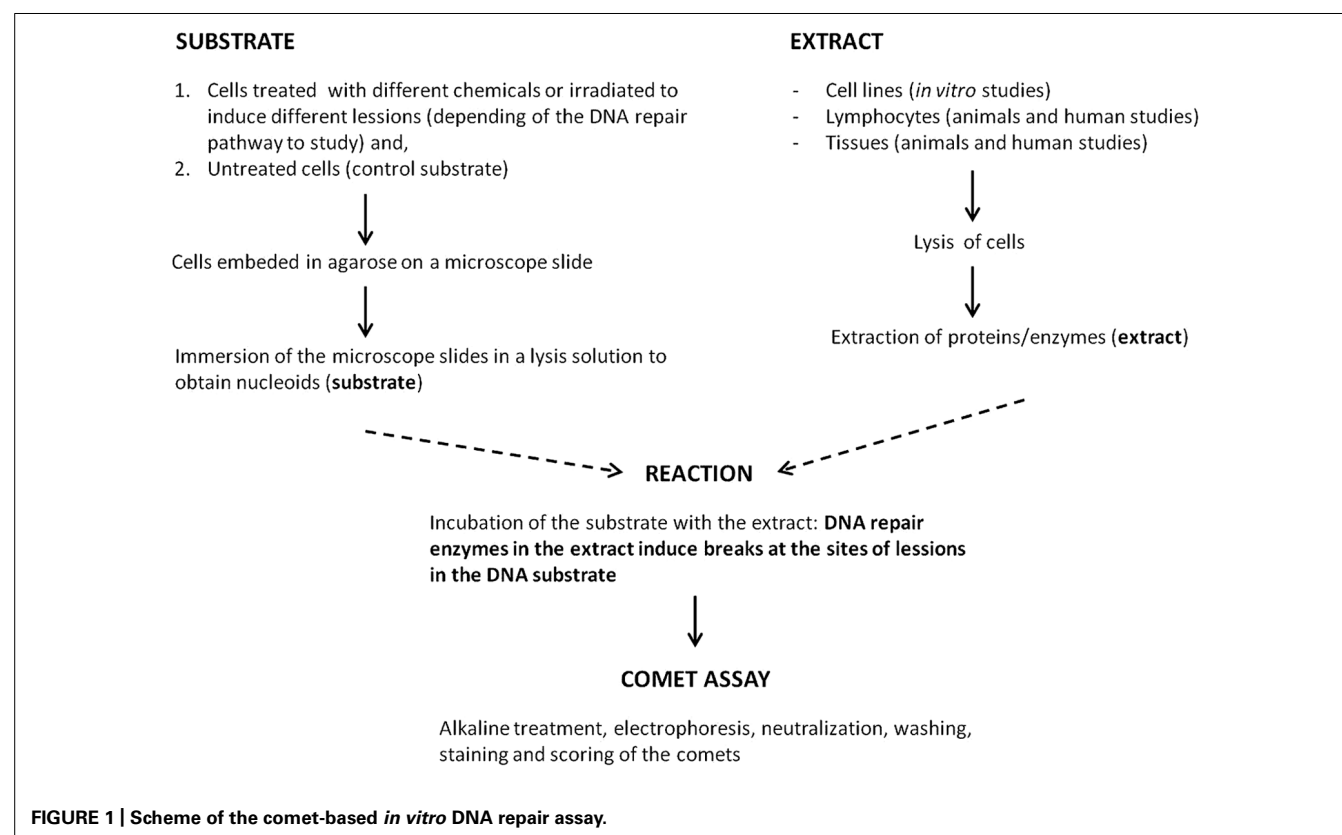 SUBSTRATE
1. Cells treated with different chemicals or irradiated to
induce different lessions (depending of the DNA repair
pathway to study) and,
2. Untreated cells (control substrate)
Cells embeded in agarose on a microscope slide
Immersion of the microscope slides in a lysis solution to
obtain nucleoids (substrate)
EXTRACT
- Cell lines (in vitro studies)
- Lymphocytes (animals and human studies)
- Tissues (animals and human studies)
Lysis of cells
Extraction of proteins/enzymes (extract)
REACTION
Incubation of the substrate with the extract: DNA repair
enzymes in the extract induce breaks at the sites of lessions
in the DNA substrate
COMET ASSAY
Alkaline treatment, electrophoresis, neutralization, washing,
staining and scoring of the comets
FIGURE 1 | Scheme of the comet-based in vitro DNA repair assay.